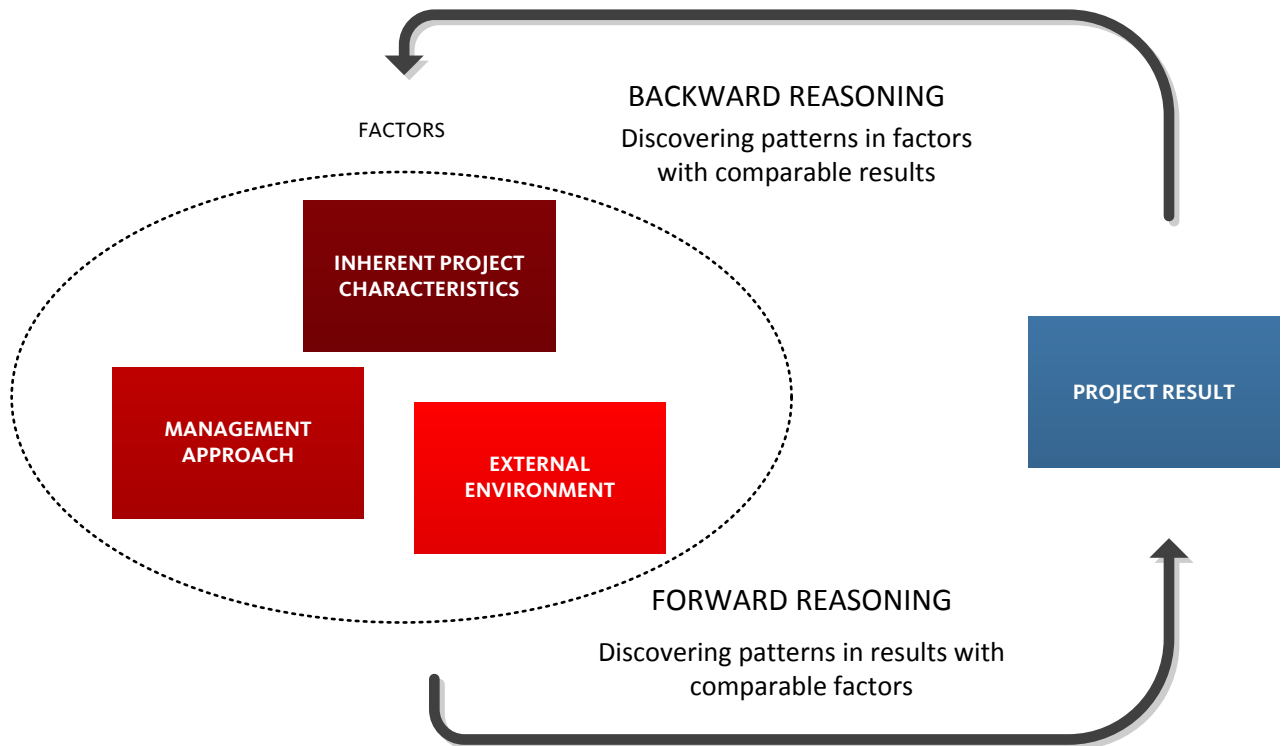 BACKWARD REASONING
Discovering patterns in factors
with comparable results
FACTORS
INHERENT PROJECT
CHARACTERISTICS
MANAGEMENT
APPROACH
EXTERNAL
ENVIRONMENT
PROJECT RESULT
FORWARD REASONING
Discovering patterns in results with
comparable factors